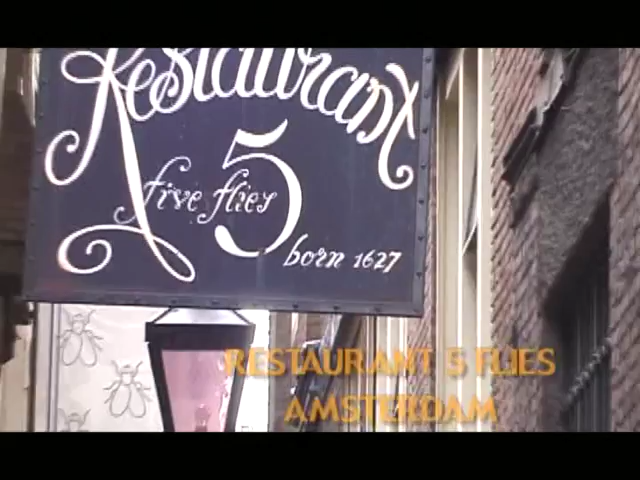 Restaurant
5
five flies
born 1627
RESTAURANT 5 FLIES
AMSTERDAM